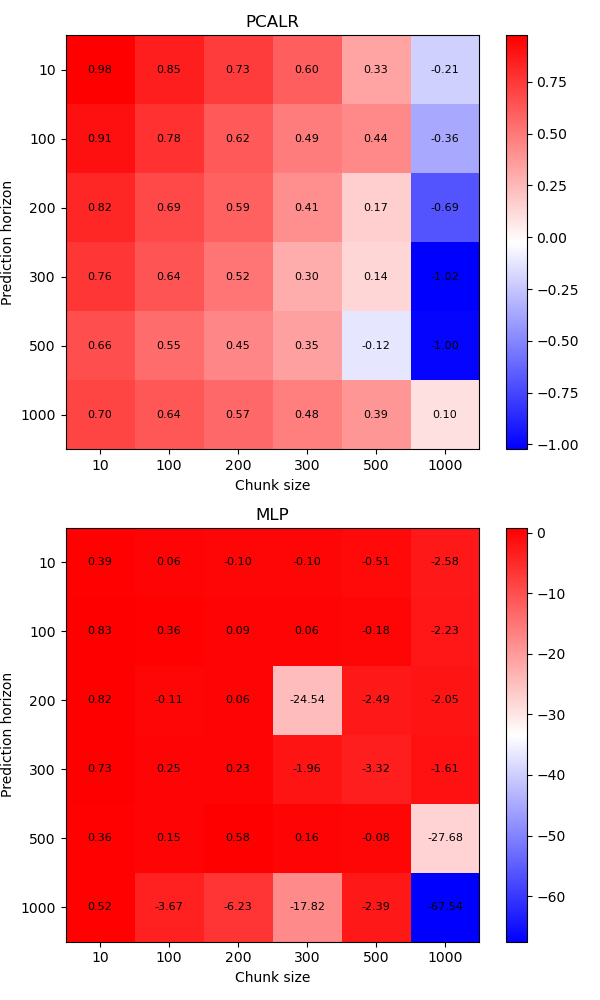 PCALR
Prediction horizon
10 0.98 0.85 0.73 0.60 0.33 -0.21
100 0.91 0.78 0.62 0.49 0.44 -0.36
200 0.82 0.69 0.59 0.41 0.17 -0.69
300 0.76 0.64 0.52 0.30 0.14 -1.02
500 0.66 0.55 0.45 0.35 -0.12 -1.00
1000 0.70 0.64 0.57 0.48 0.39 0.10
10 100 200 300 500 1000
Chunk size
0.75
0.50
0.25
0.00
−0.25
−0.50
−0.75
−1.00
MLP
Prediction horizon
10 0.39 0.06 -0.10 -0.10 -0.51 -2.58
100 0.83 0.36 0.09 0.06 -0.18 -2.23
200 0.82 -0.11 0.06 -24.54 -2.49 -2.05
300 0.73 0.25 0.23 -1.96 -3.32 -1.61
500 0.36 0.15 0.58 0.16 -0.08 -27.68
1000 0.52 -3.67 -6.23 -17.82 -2.39 -67.54
10 100 200 300 500 1000
Chunk size
0
−10
−20
−30
−40
−50
−60